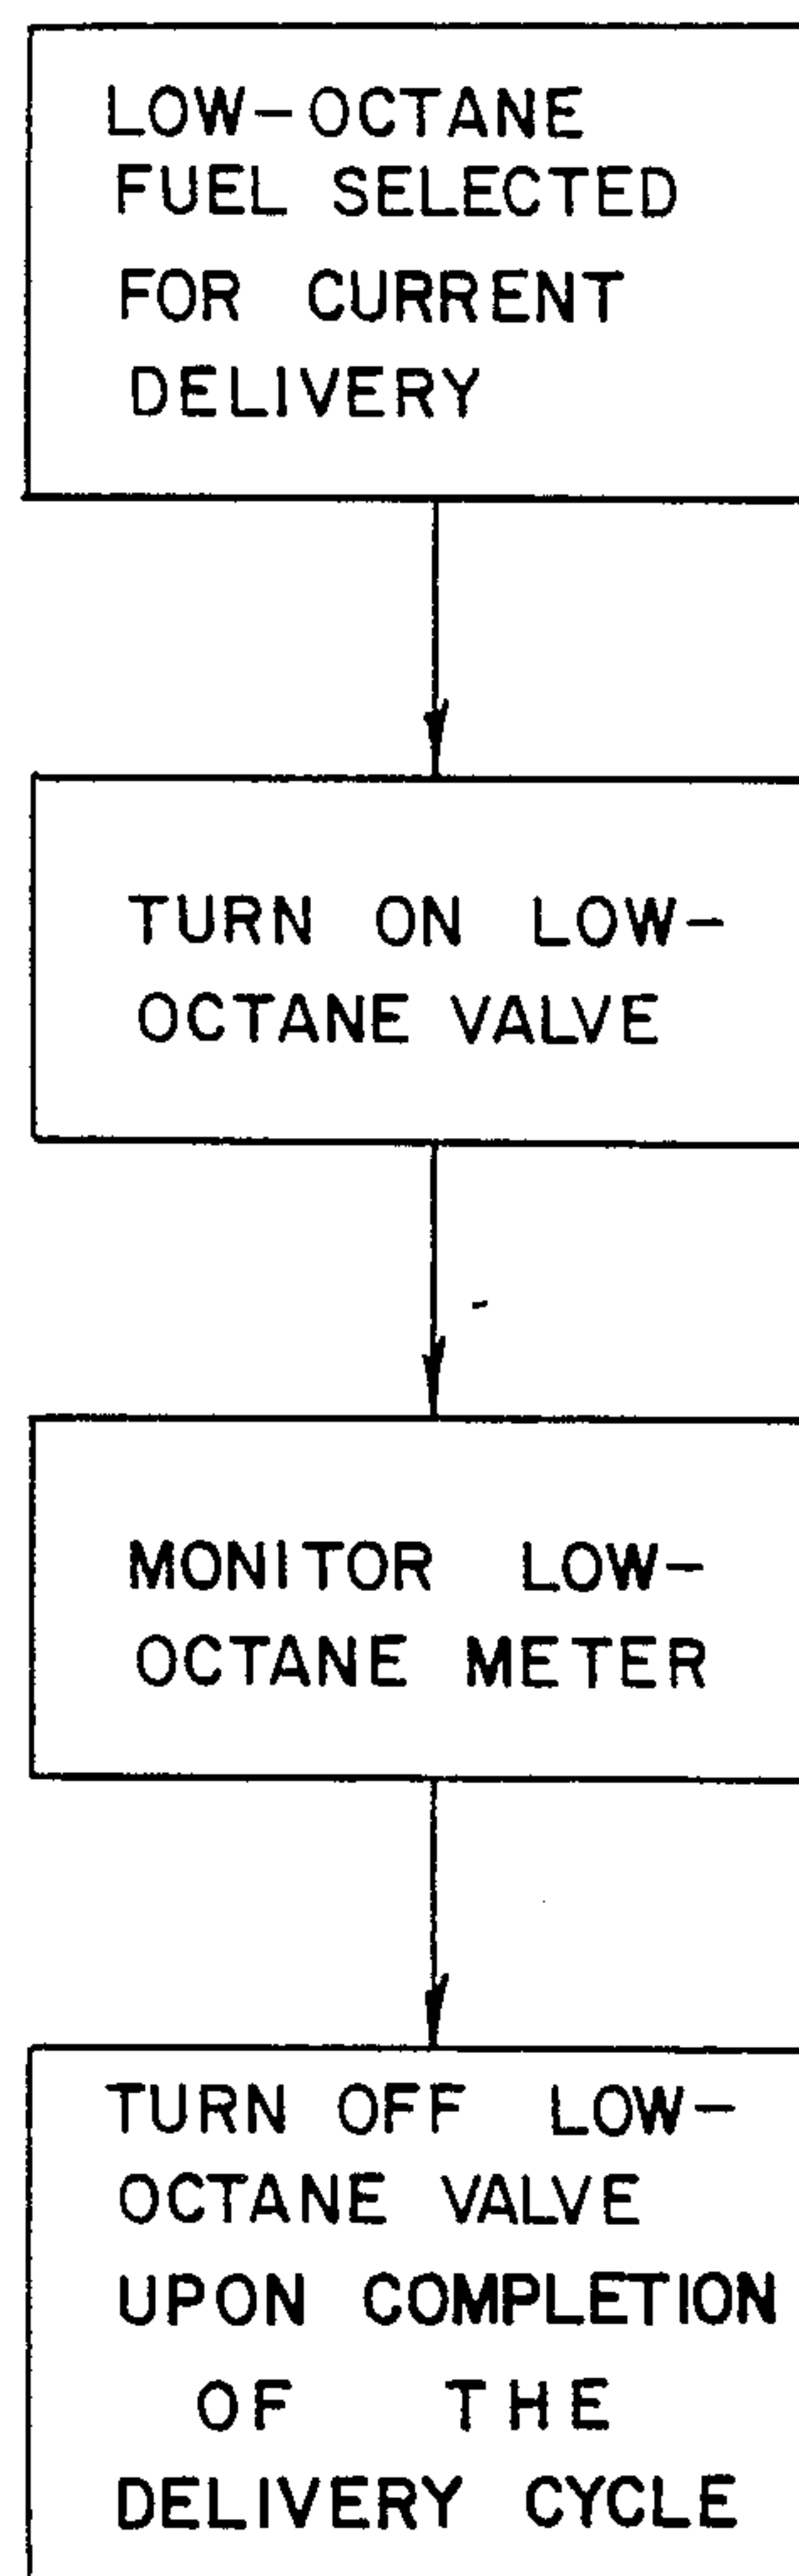 LOW-OCTANE
FUEL SELECTED
FOR CURRENT
DELIVERY
TURN ON LOW-
OCTANE VALVE
MONITOR LOW-
OCTANE METER
TURN OFF LOW-
OCTANE VALVE
UPON COMPLETION
OF THE
DELIVERY CYCLE